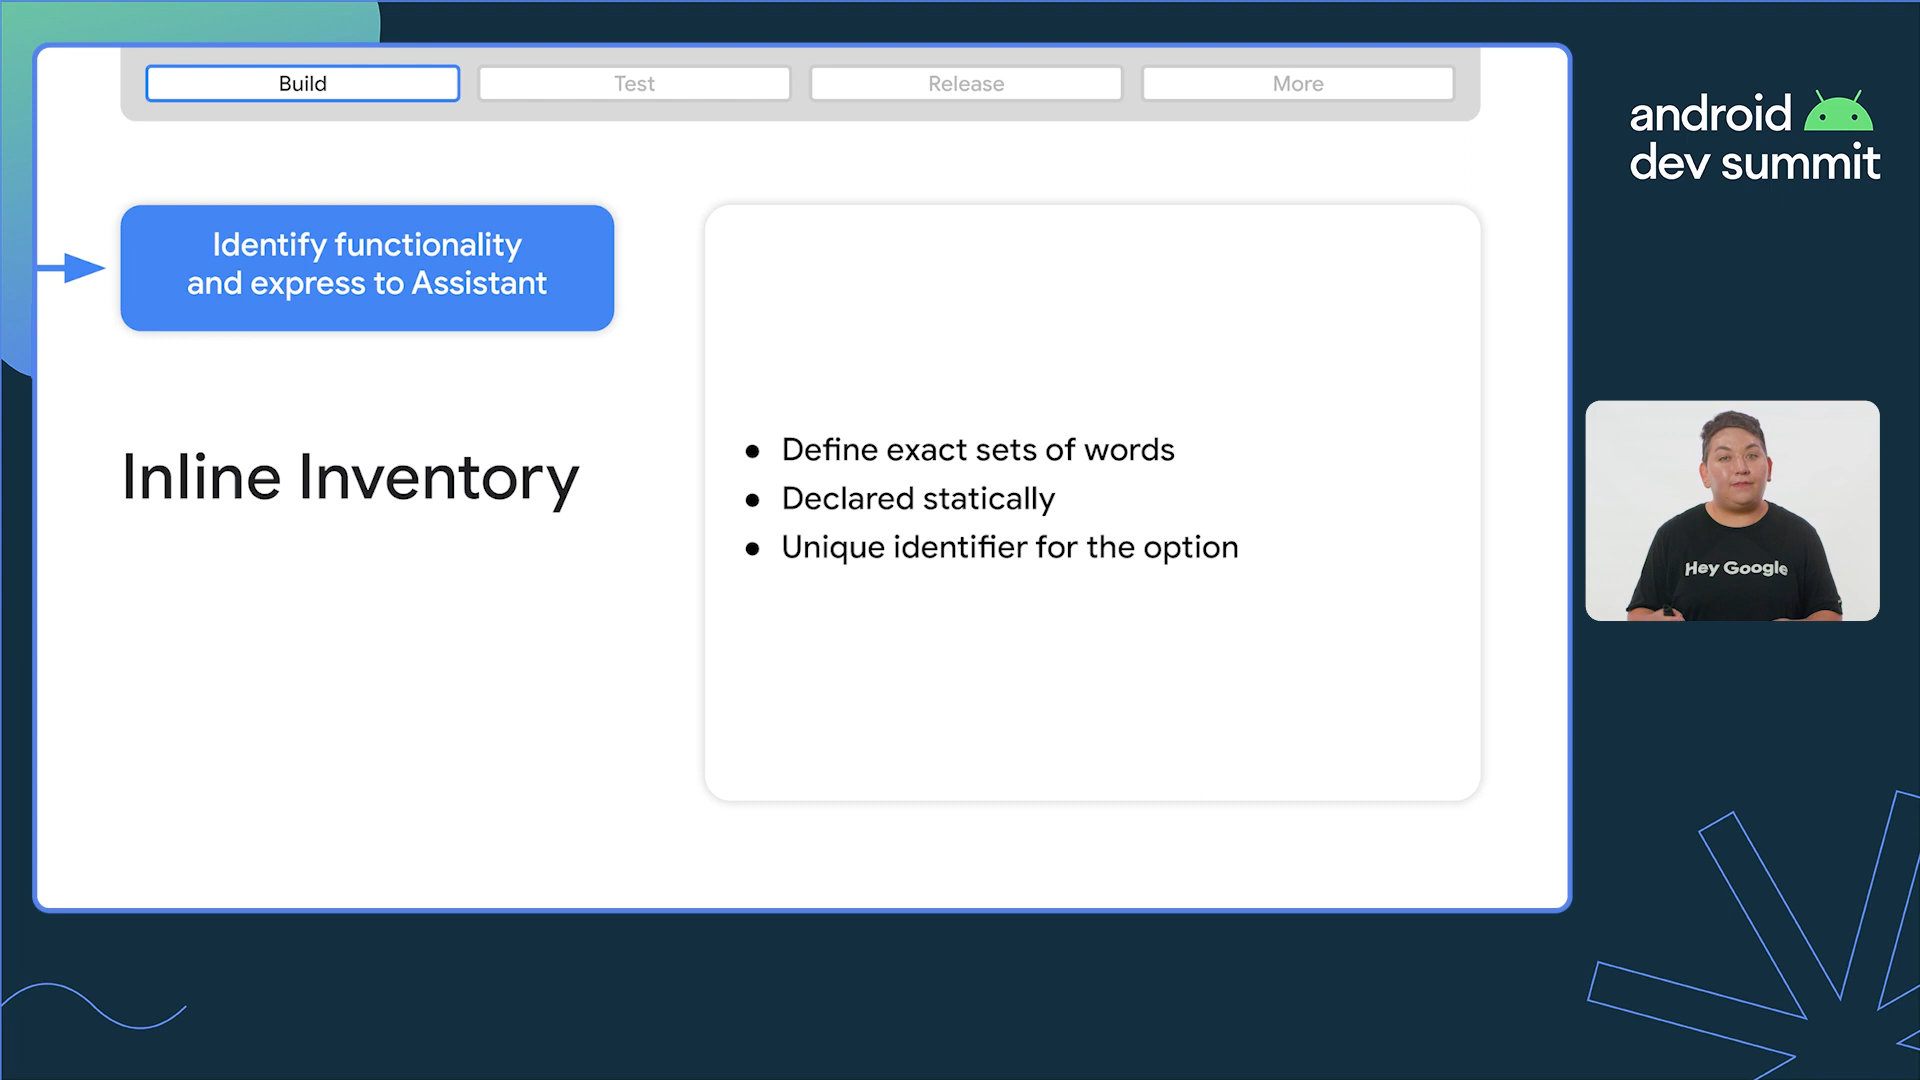 Build
Test
Release
More
android
dev summit
Identify functionality
and express to Assistant
Inline Inventory
● Define exact sets of words
● Declared statically
● Unique identifier for the option
Hey Google